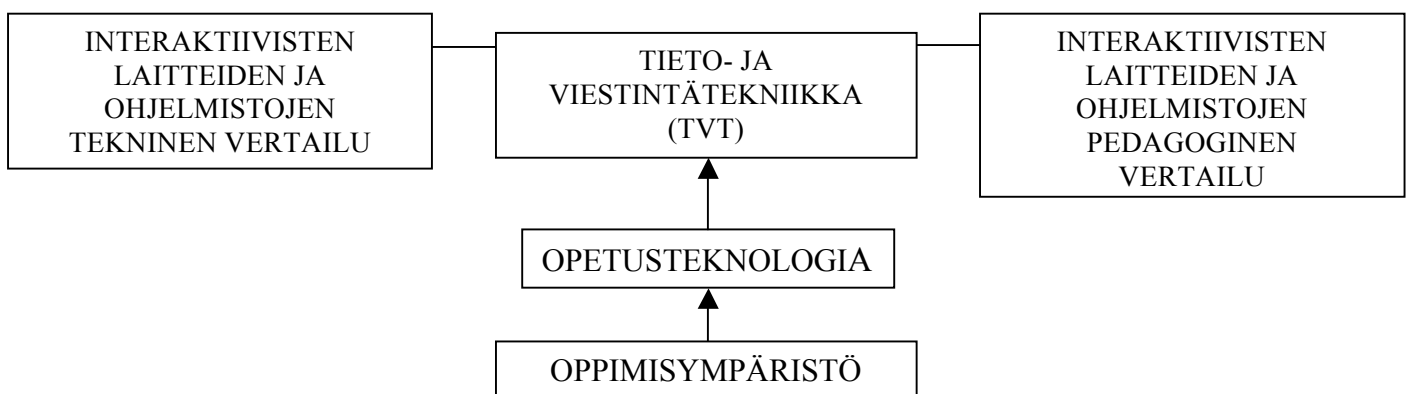 INTERAKTIIVISTEN
LAITTEIDEN JA
OHJELMISTOJEN
TEKNINEN VERTAILU
TIETO- JA
VIESTINTÄTEKNIIKKA
(TVT)
INTERAKTIIVISTEN
LAITTEIDEN JA
OHJELMISTOJEN
PEDAGOGINEN
VERTAILU
OPETUSTEKNOLOGIA
OPPIMISYMPÄRISTÖ